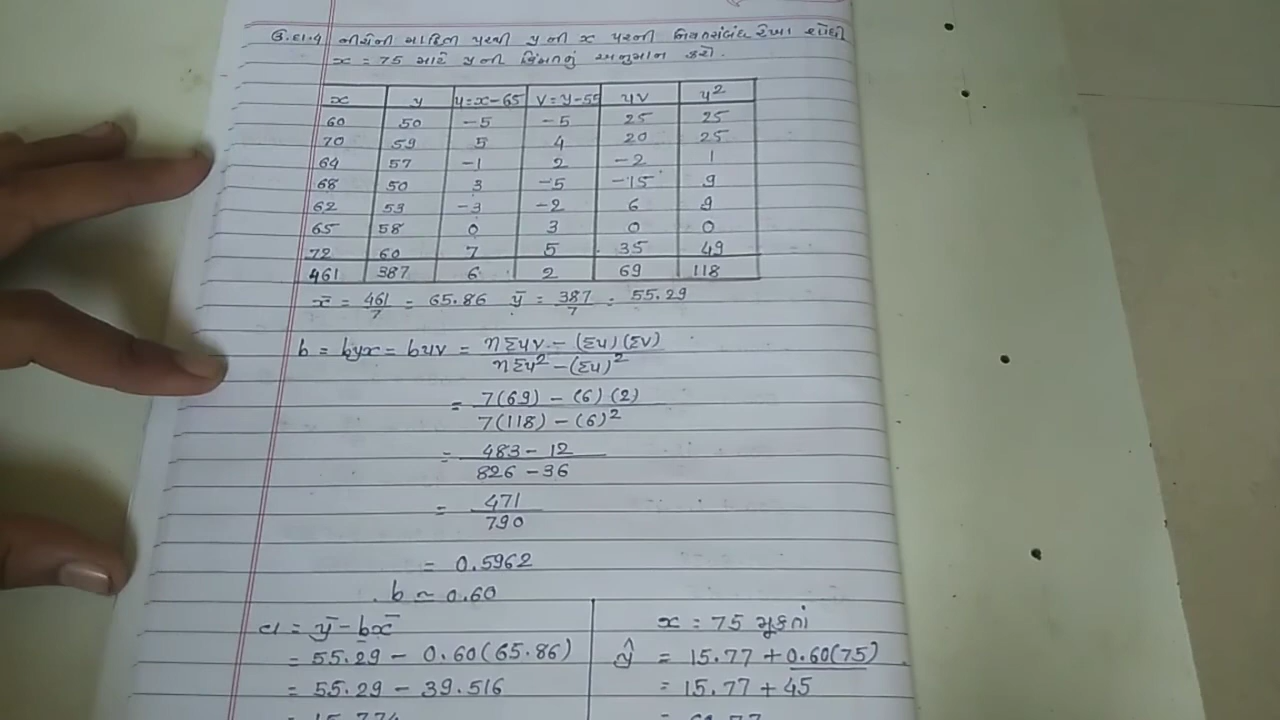 ઉ.દા.4 નીચેની માહિતી પરથી y ની x પરની નિયતસંબંધ રેખા શોધી
x = 75 માટે y ની કિંમતનું અનુમાન કરો.
x y u=x-65 v=y-55 uv u²
60 50 -5 -5 25 25
70 59 5 4 20 25
64 57 -1 2 -2 1
68 50 3 -5 -15 9
62 53 -3 -2 6 9
65 58 0 3 0 0
72 60 7 5 35 49
461 387 6 2 69 118
x̄ = 461/7 = 65.86 ȳ = 387/7 = 55.29
b = byx = buv = nΣuv - (Σu)(Σv) / nΣu² - (Σu)²
= 7(69) - (6)(2) / 7(118) - (6)²
= 483 - 12 / 826 - 36
= 471 / 790
= 0.5962
b ≃ 0.60
a = ȳ - bx̄
= 55.29 - 0.60(65.86)
= 55.29 - 39.516
= 15.774
x = 75 મૂકતાં
ŷ = 15.77 + 0.60(75)
= 15.77 + 45